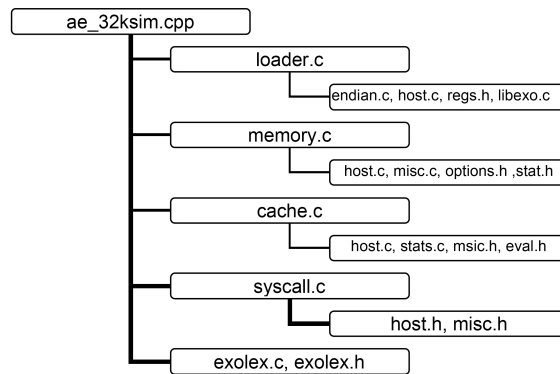 ae_32ksim.cpp
loader.c
endian.c, host.c, regs.h, libexo.c
memory.c
host.c, misc.c, options.h ,stat.h
cache.c
host.c, stats.c, msic.h, eval.h
syscall.c
host.h, misc.h
exolex.c, exolex.h